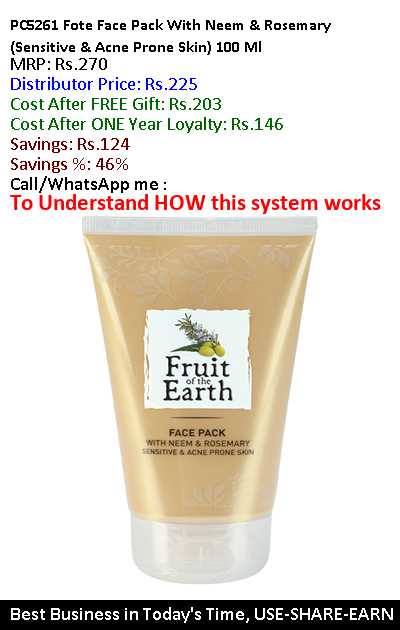 PC5261 Fote Face Pack With Neem & Rosemary
(Sensitive & Acne Prone Skin) 100 Ml
MRP: Rs.270
Distributor Price: Rs.225
Cost After FREE Gift: Rs.203
Cost After ONE Year Loyalty: Rs.146
Savings: Rs.124
Savings %: 46%
Call/WhatsApp me :
To Understand HOW this system works
Fruit
of the
Earth
FACE PACK
WITH NEEM & ROSEMARY
SENSITIVE & ACNE PRONE SKIN
Best Business in Today's Time, USE-SHARE-EARN